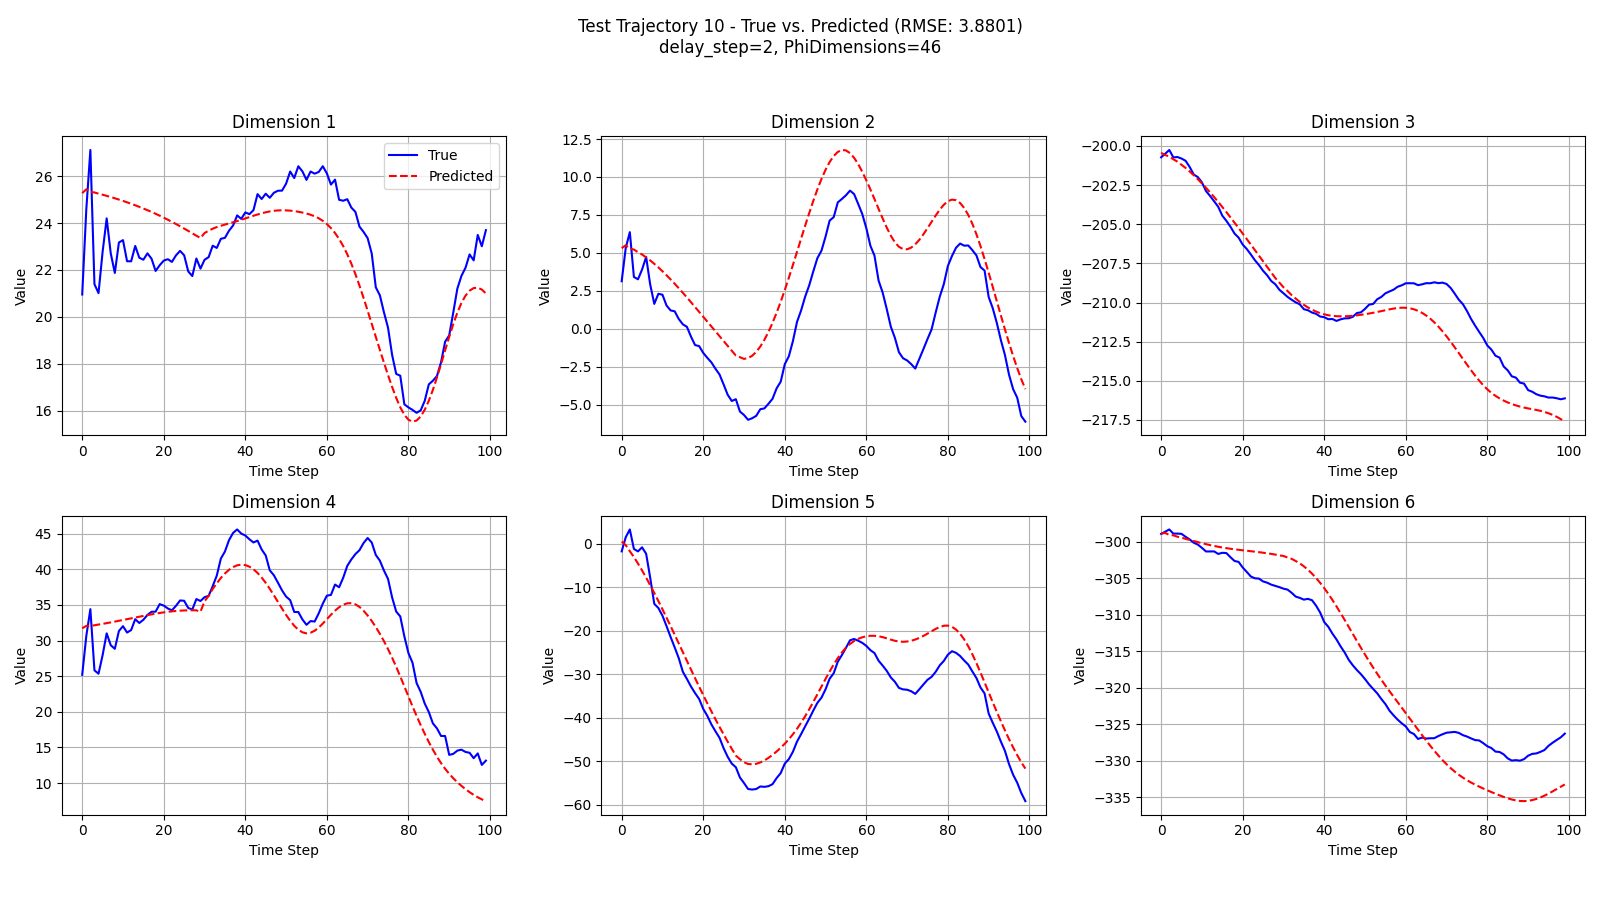 Test Trajectory 10 - True vs. Predicted (RMSE: 3.8801)
delay_step=2, PhiDimensions=46
Dimension 1
True
Predicted
Value
26
24
22
20
18
16
0 20 40 60 80 100
Time Step
Dimension 2
Value
12.5
10.0
7.5
5.0
2.5
0.0
−2.5
−5.0
0 20 40 60 80 100
Time Step
Dimension 3
Value
−200.0
−202.5
−205.0
−207.5
−210.0
−212.5
−215.0
−217.5
0 20 40 60 80 100
Time Step
Dimension 4
Value
45
40
35
30
25
20
15
10
0 20 40 60 80 100
Time Step
Dimension 5
Value
0
−10
−20
−30
−40
−50
−60
0 20 40 60 80 100
Time Step
Dimension 6
Value
−300
−305
−310
−315
−320
−325
−330
−335
0 20 40 60 80 100
Time Step